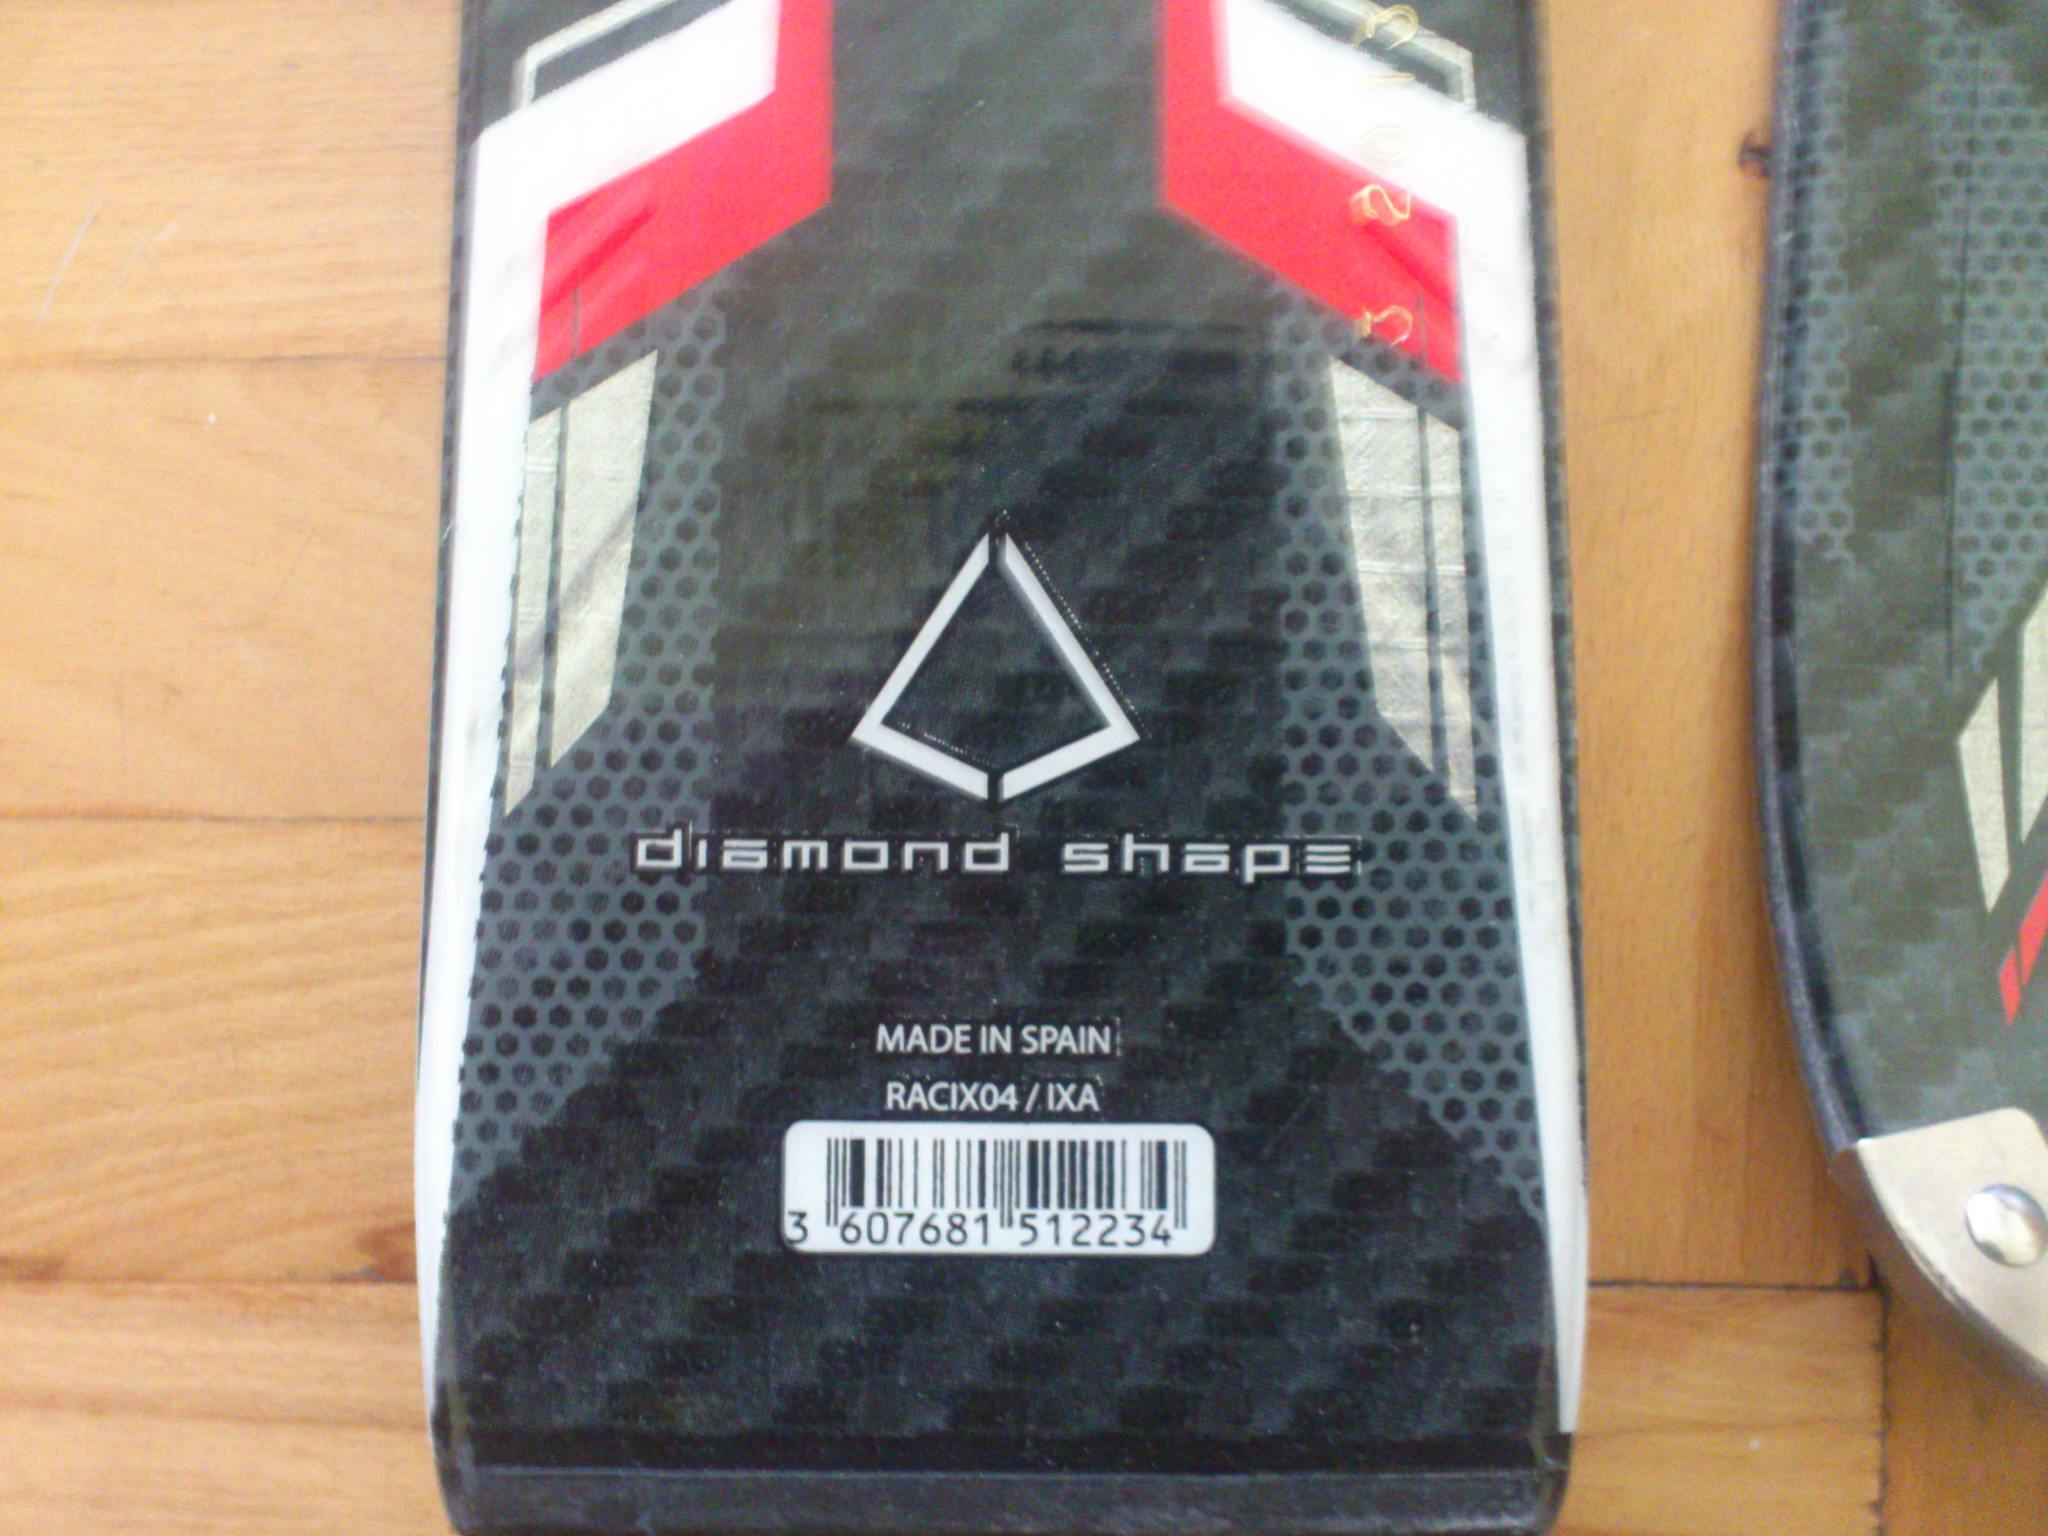 diamond shape
MADE IN SPAIN
RACIX04 / IXA
3 607681 512234